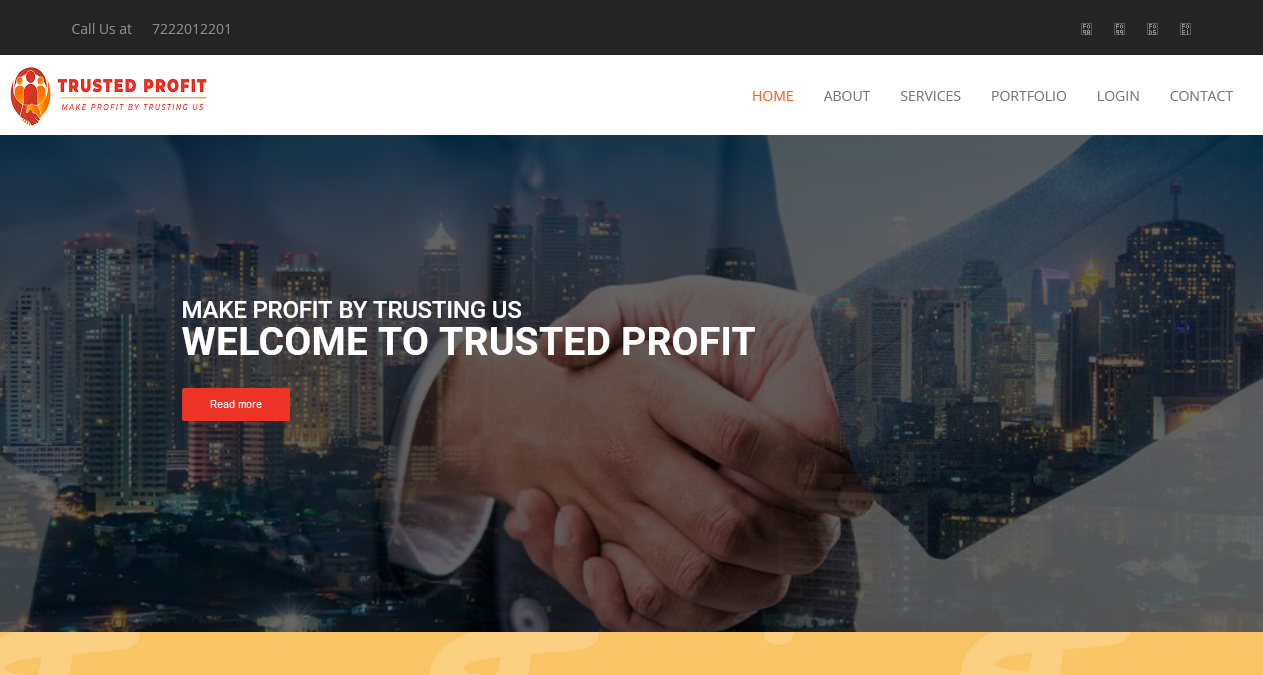 Call Us at 7222012201
TRUSTED PROFIT
MAKE PROFIT BY TRUSTING US
HOME ABOUT SERVICES PORTFOLIO LOGIN CONTACT
MAKE PROFIT BY TRUSTING US
WELCOME TO TRUSTED PROFIT
Read more